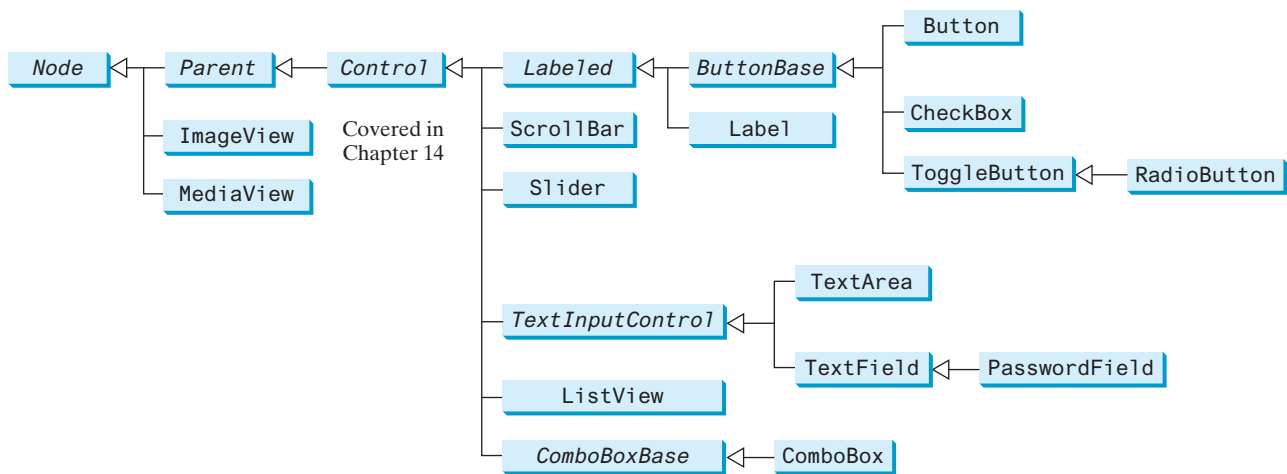 Button
Node
Parent
Control
Labeled
ButtonBase
ImageView
Covered in
Chapter 14
ScrollBar
Label
CheckBox
MediaView
Slider
ToggleButton
RadioButton
TextArea
TextInputControl
TextField
PasswordField
ListView
ComboBoxBase
ComboBox